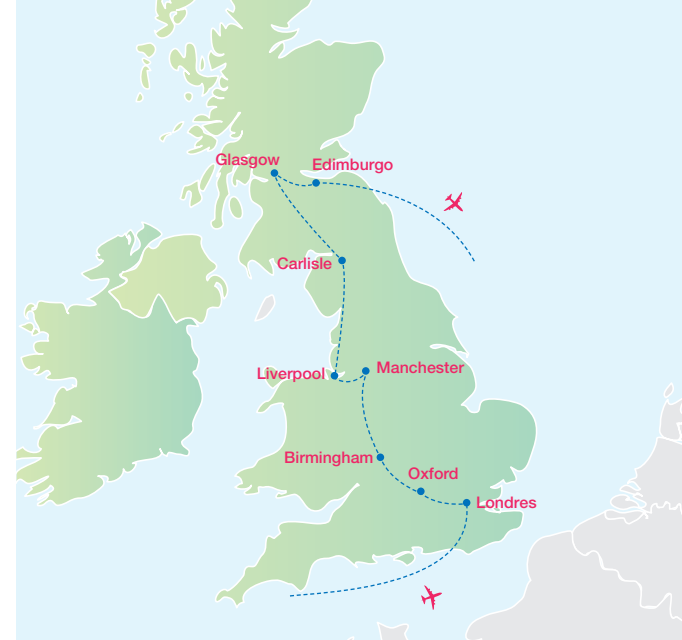 Glasgow
Edimburgo
Carlisle
Liverpool
Manchester
Birmingham
Oxford
Londres